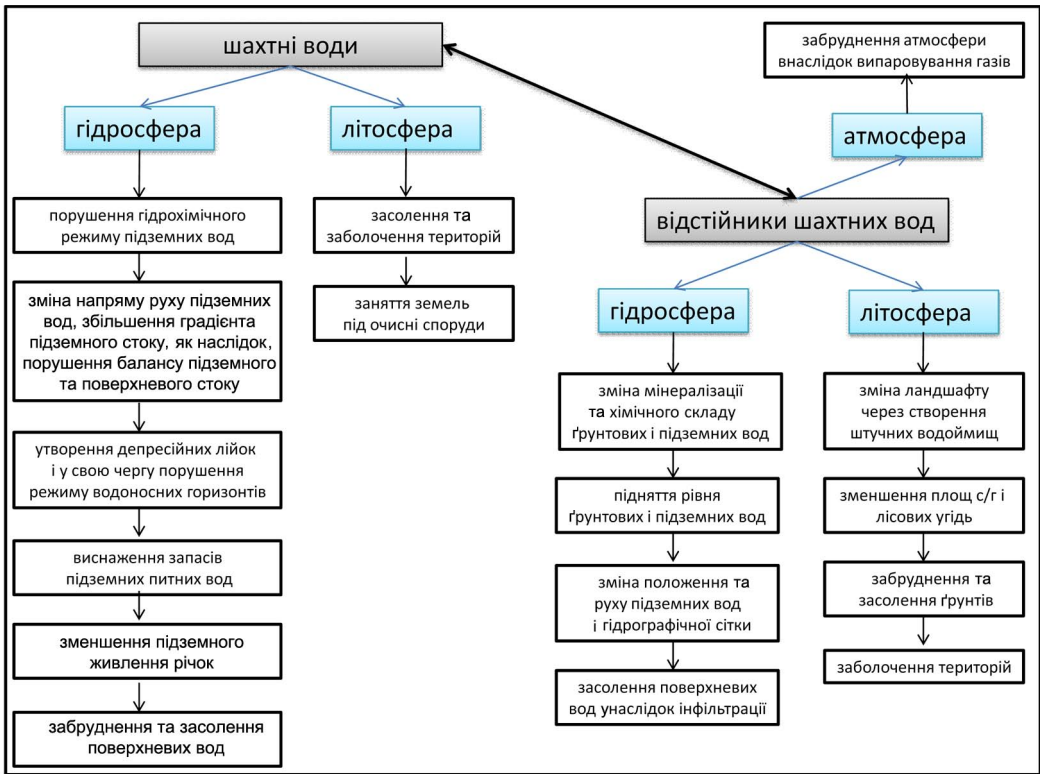 шахтні води
гідросфера
порушення гідрохімічного
режиму підземних вод
зміна напряму руху підземних
вод, збільшення градієнта
підземного стоку, як наслідок,
порушення балансу підземного
та поверхневого стоку
утворення депресійних лійок
і у свою чергу порушення
режиму водоносних горизонтів
виснаження запасів
підземних питних вод
зменшення підземного
живлення річок
забруднення та засолення
поверхневих вод
літосфера
засолення та
заболочення територій
заняття земель
під очисні споруди
забруднення атмосфери
внаслідок випаровування газів
атмосфера
відстійники шахтних вод
гідросфера
зміна мінералізації
та хімічного складу
ґрунтових і підземних вод
підняття рівня
ґрунтових і підземних вод
зміна положення та
руху підземних вод
і гідрографічної сітки
засолення поверхневих
вод унаслідок інфільтрації
літосфера
зміна ландшафту
через створення
штучних водоймищ
зменшення площ с/г і
лісових угідь
забруднення та
засолення ґрунтів
заболочення територій